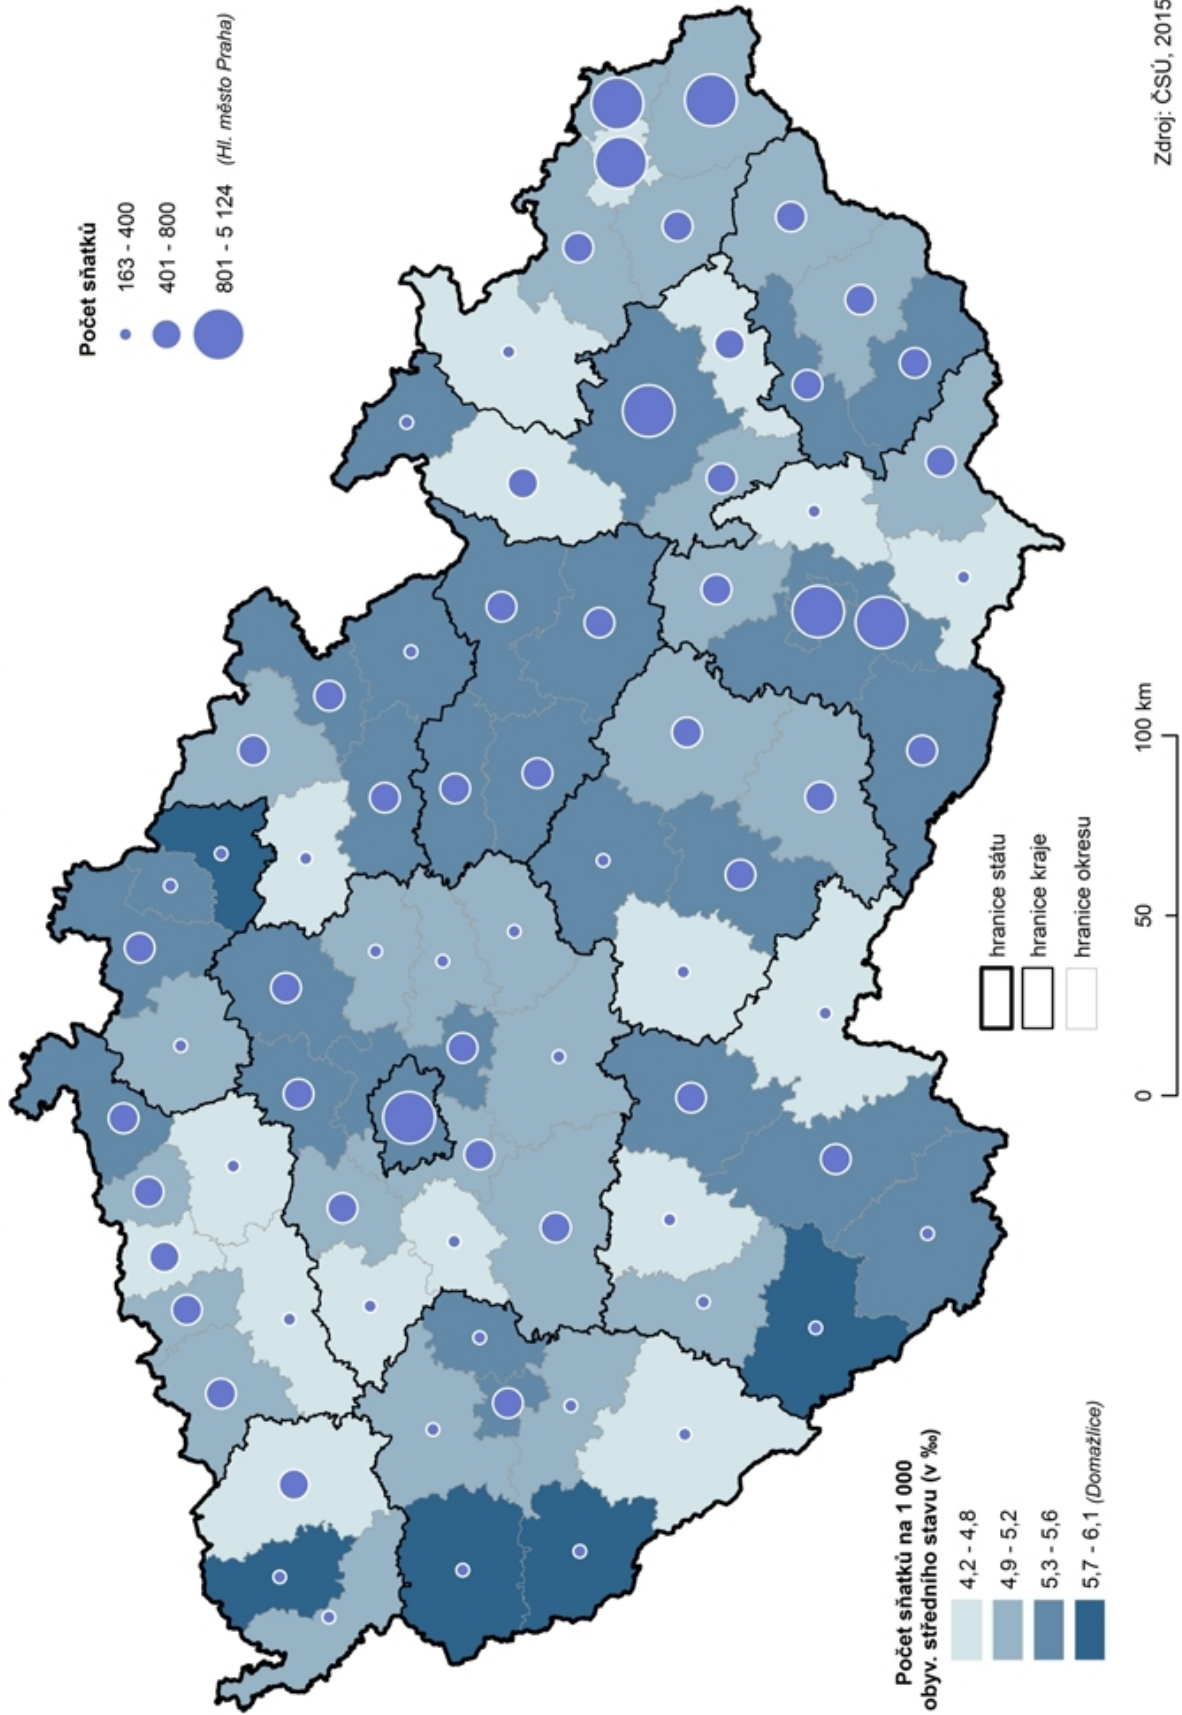 Počet sňatků
163 - 400
401 - 800
801 - 5 124 (Hl. město Praha)
Počet sňatků na 1 000
obyv. středního stavu (v ‰)
4,2 - 4,8
4,9 - 5,2
5,3 - 5,6
5,7 - 6,1 (Domažlice)
hranice státu
hranice kraje
hranice okresu
0 50 100 km
Zdroj: ČSÚ, 2015